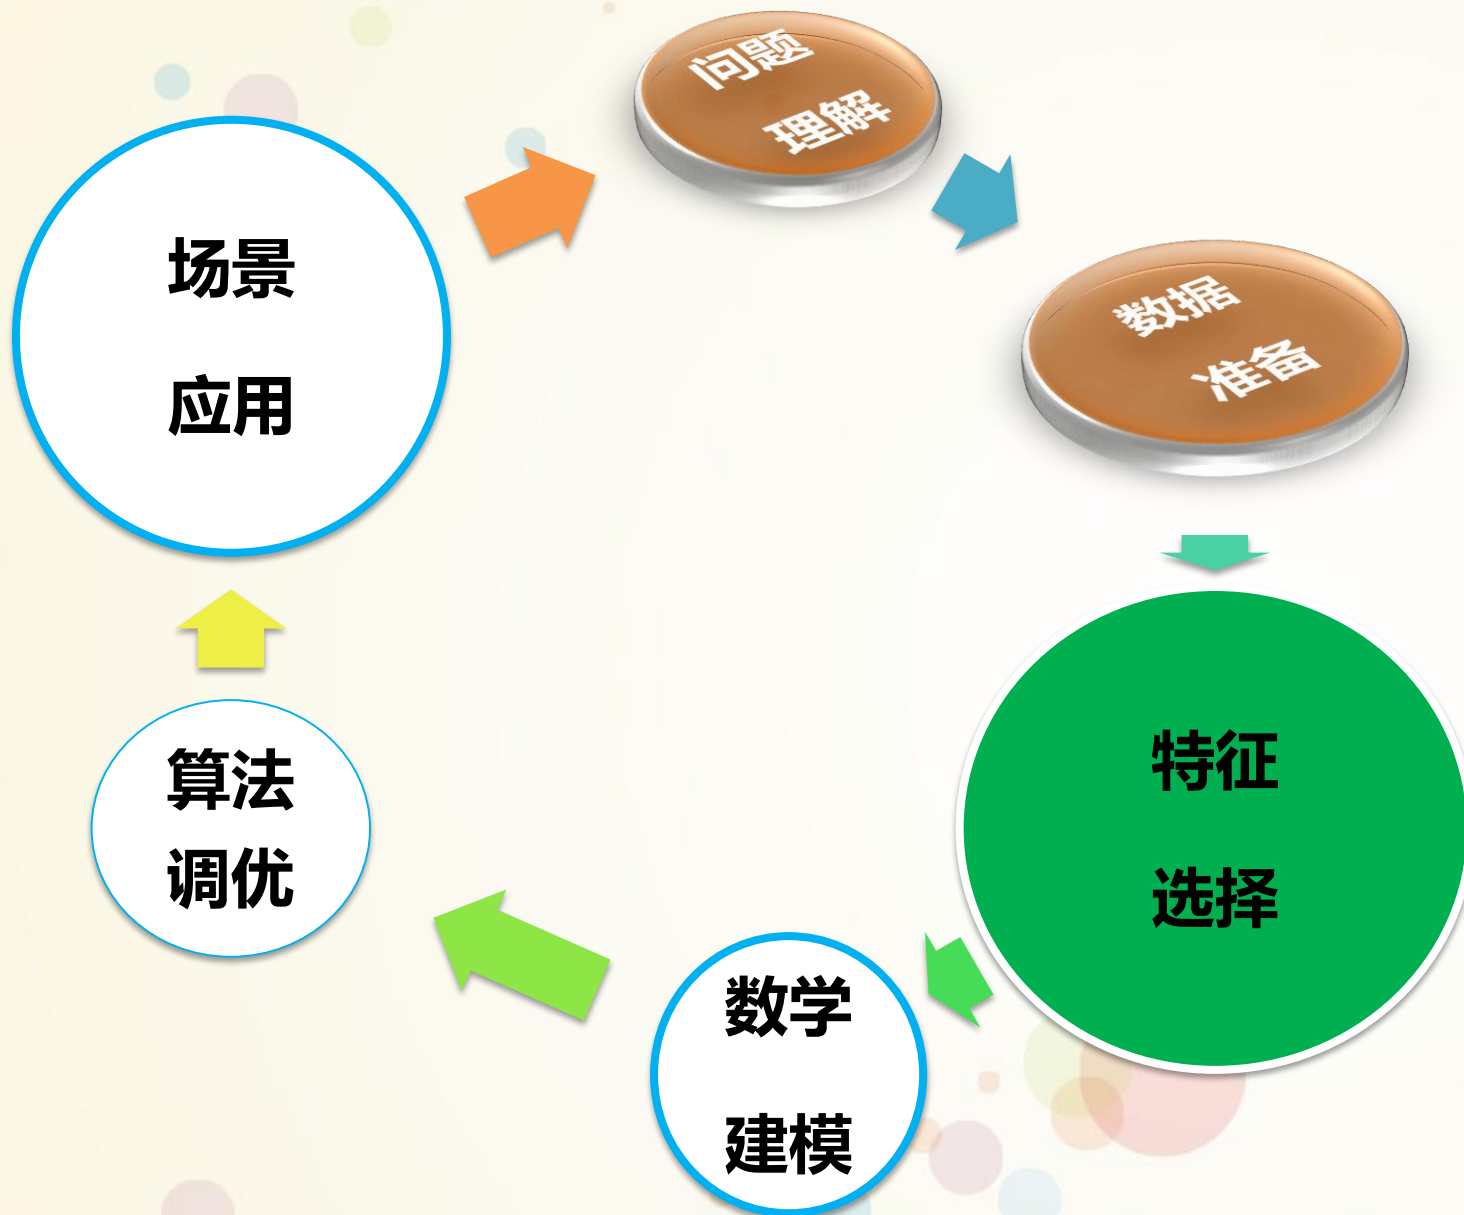 问题
理解
数据
准备
特征
选择
数学
建模
算法
调优
场景
应用